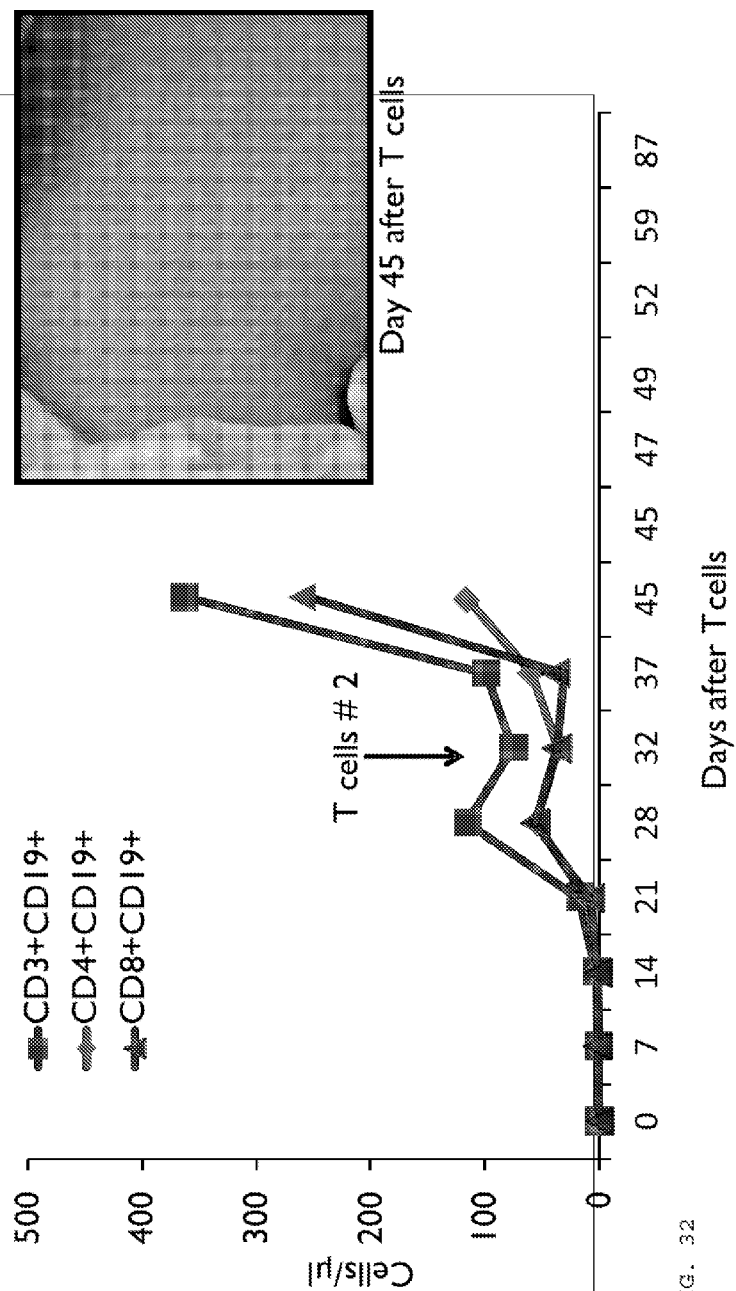 CD3+CD19+
CD4+CD19+
CD8+CD19+
T cells # 2
Day 45 after T cells
500
400
300
200
100
0
Cells/µl
0 7 14 21 28 32 37 45 45 47 49 52 59 87
Days after T cells
G. 32